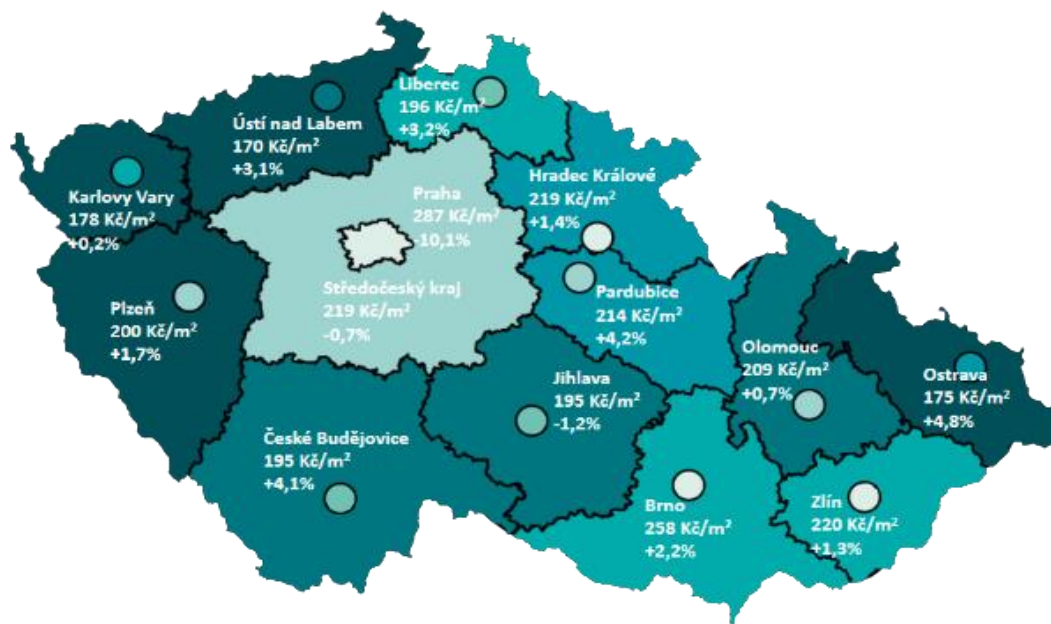 Liberec
196 Kč/m²
+3,2%
Ústí nad Labem
170 Kč/m²
+3,1%
Karlovy Vary
178 Kč/m²
+0,2%
Hradec Králové
219 Kč/m²
+1,4%
Praha
287 Kč/m²
-10,1%
Středočeský kraj
219 Kč/m²
-0,7%
Plzeň
200 Kč/m²
+1,7%
Pardubice
214 Kč/m²
+4,2%
Olomouc
209 Kč/m²
+0,7%
Ostrava
175 Kč/m²
+4,8%
Jihlava
195 Kč/m²
-1,2%
České Budějovice
195 Kč/m²
+4,1%
Brno
258 Kč/m²
+2,2%
Zlín
220 Kč/m²
+1,3%